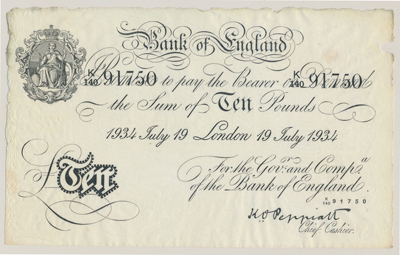 Bank of England
K/140 91750 Promise to pay the Bearer on Demand K/140 91750
the Sum of Ten Pounds
1934 July 19 London 19 July 1934
For the Govr. and Compa.
of the Bank of England.
K/140 91750
K.O. Peppiatt
Chief Cashier.
£Ten